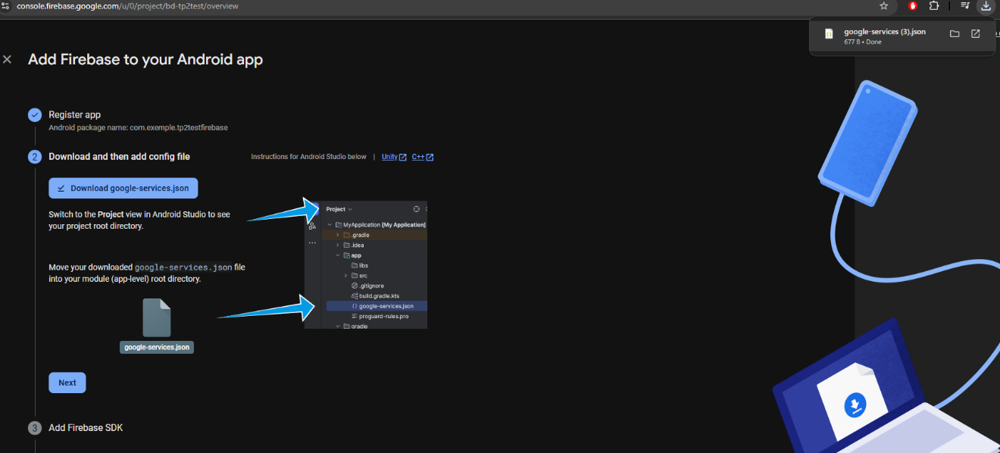 console.firebase.google.com/u/0/project/bd-tp2test/overview
google-services (3).json
677 B • Done
Add Firebase to your Android app
Register app
Android package name: com.exemple.tp2testfirebase
2 Download and then add config file
Instructions for Android Studio below | Unity C++
Download google-services.json
Switch to the Project view in Android Studio to see
your project root directory.
Move your downloaded google-services.json file
into your module (app-level) root directory.
google-services.json
Project
MyApplication [My Application]
.gradle
.idea
app
libs
src
.gitignore
build.gradle.kts
{} google-services.json
proguard-rules.pro
gradle
Next
3 Add Firebase SDK